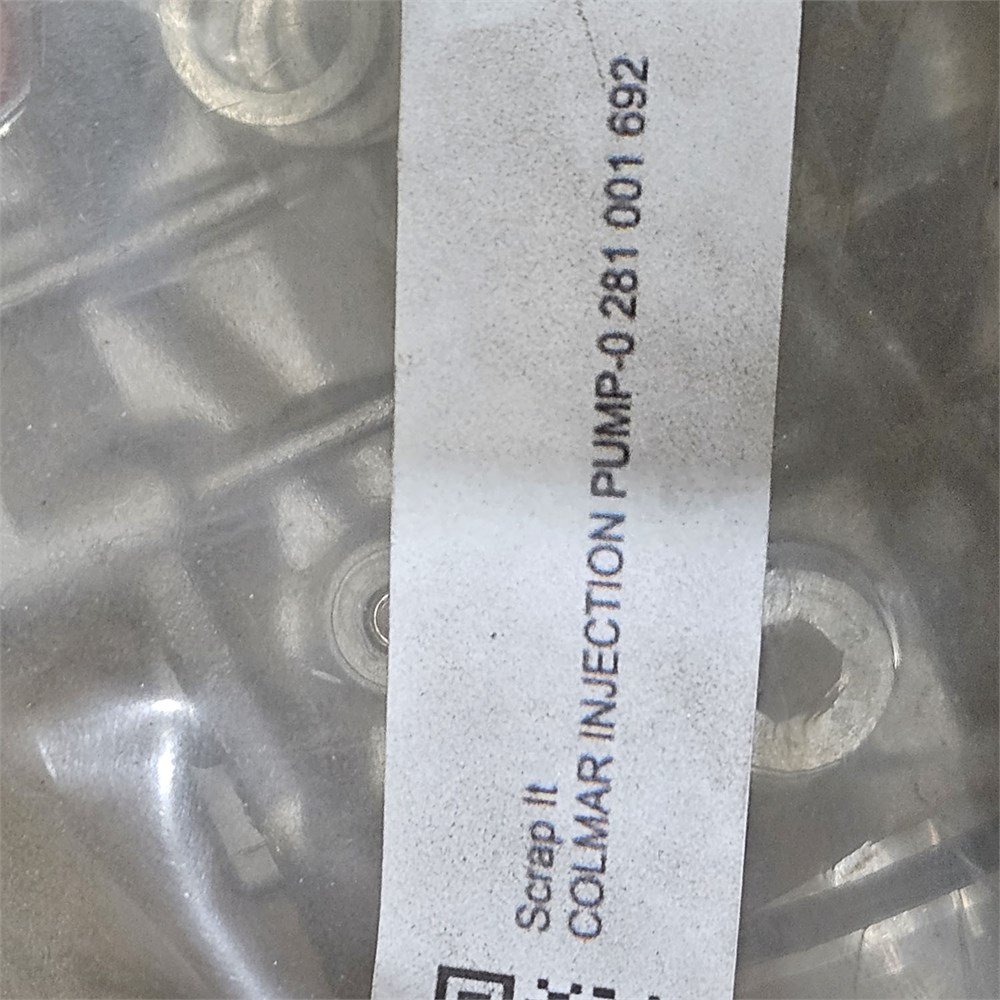 Scrap It
COLMAR INJECTION PUMP-0 281 001 692